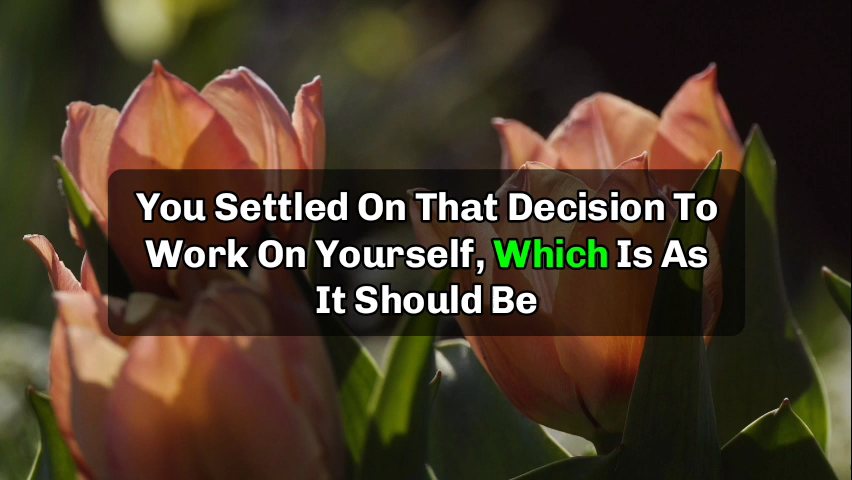 You Settled On That Decision To
Work On Yourself, Which Is As
It Should Be